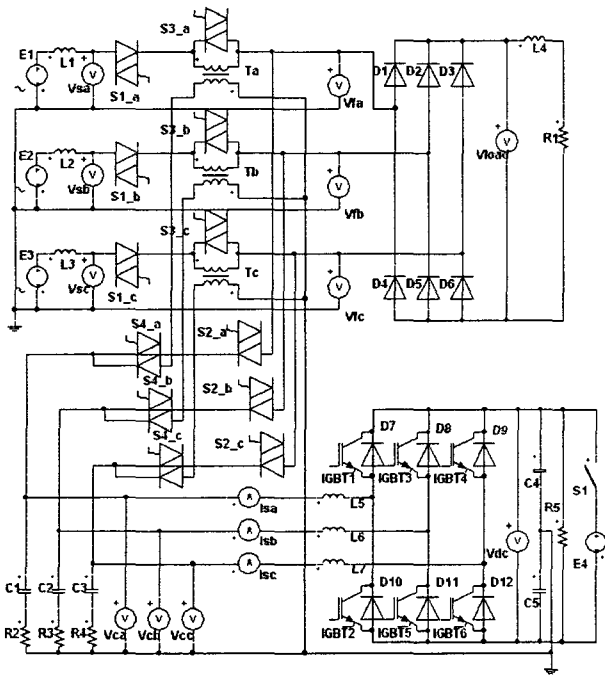 S3_a
E1
L1
Vsa
S1_a
Ta
S3_b
Vfa
D1
D2
D3
L4
Vload
R1
E2
L2
Vsb
S1_b
Tb
S3_c
Vfb
E3
L3
Vsc
S1_c
Tc
Vfc
D4
D5
D6
S4_a
S2_a
S4_b
S2_b
S4_c
S2_c
D7
D8
D9
IGBT1
IGBT3
IGBT4
C4
S1
Isa
L5
R5
Isb
L6
Vdc
E4
Isc
L7
C1
C2
C3
D10
D11
D12
C5
R2
R3
R4
Vca
Vcb
Vcc
IGBT2
IGBT5
IGBT6